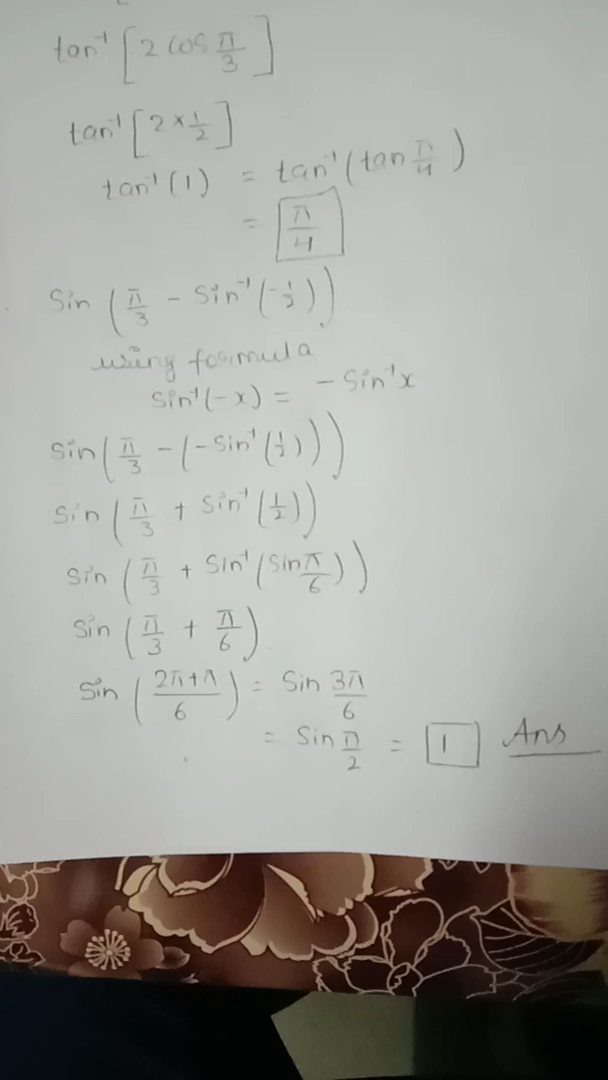 tan⁻¹[2 cos π/3]
tan⁻¹[2 × 1/2]
tan⁻¹(1) = tan⁻¹(tan π/4)
= π/4
Sin (π/3 - Sin⁻¹(-1/2))
using formula
Sin⁻¹(-x) = - Sin⁻¹x
Sin(π/3 - (-Sin⁻¹(1/2)))
Sin (π/3 + Sin⁻¹(1/2))
Sin (π/3 + Sin⁻¹(Sin π/6))
Sin (π/3 + π/6)
Sin (2π+π/6) = Sin 3π/6
= Sin π/2 = 1 Ans